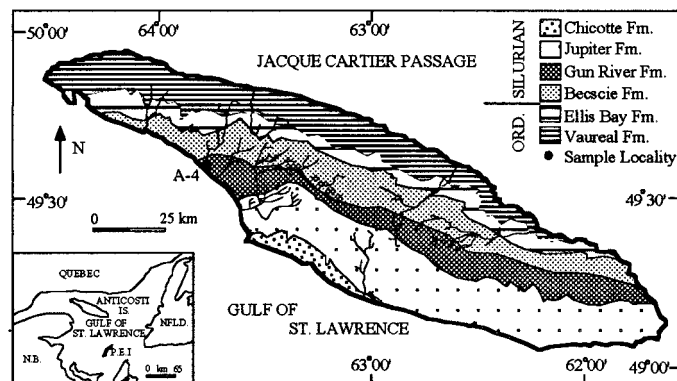 50°00'
64°00'
63°00'
JACQUE CARTIER PASSAGE
SILURIAN
ORD.
Chicotte Fm.
Jupiter Fm.
Gun River Fm.
Becscie Fm.
Ellis Bay Fm.
Vaureal Fm.
Sample Locality
N
A-4
49°30'
49°30'
0 25
km
QUEBEC
ANTICOSTI
IS.
GULF OF
ST. LAWRENCE
NFLD.
N.B.
P.E.I
0 km 65
GULF OF
ST. LAWRENCE
63°00'
62°00'
49°00'